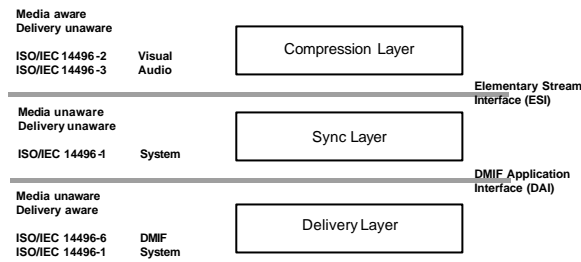 Media aware
Delivery unaware
ISO/IEC 14496-2 Visual
ISO/IEC 14496-3 Audio
Compression Layer
Elementary Stream
Interface (ESI)
Media unaware
Delivery unaware
ISO/IEC 14496-1 System
Sync Layer
DMIF Application
Interface (DAI)
Media unaware
Delivery aware
ISO/IEC 14496-6 DMIF
ISO/IEC 14496-1 System
Delivery Layer